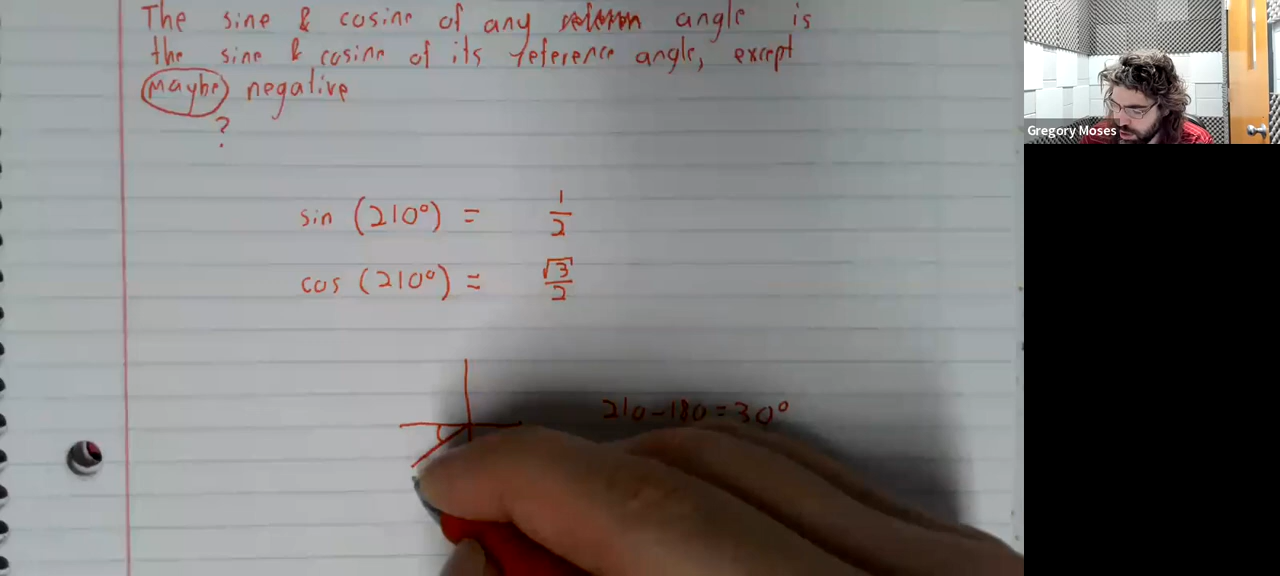 The sine & cosine of any angle is
the sine & cosine of its reference angle, except
maybe negative
?
sin (210°) = 1/2
cos (210°) = √3/2
210-180=30°
Gregory Moses